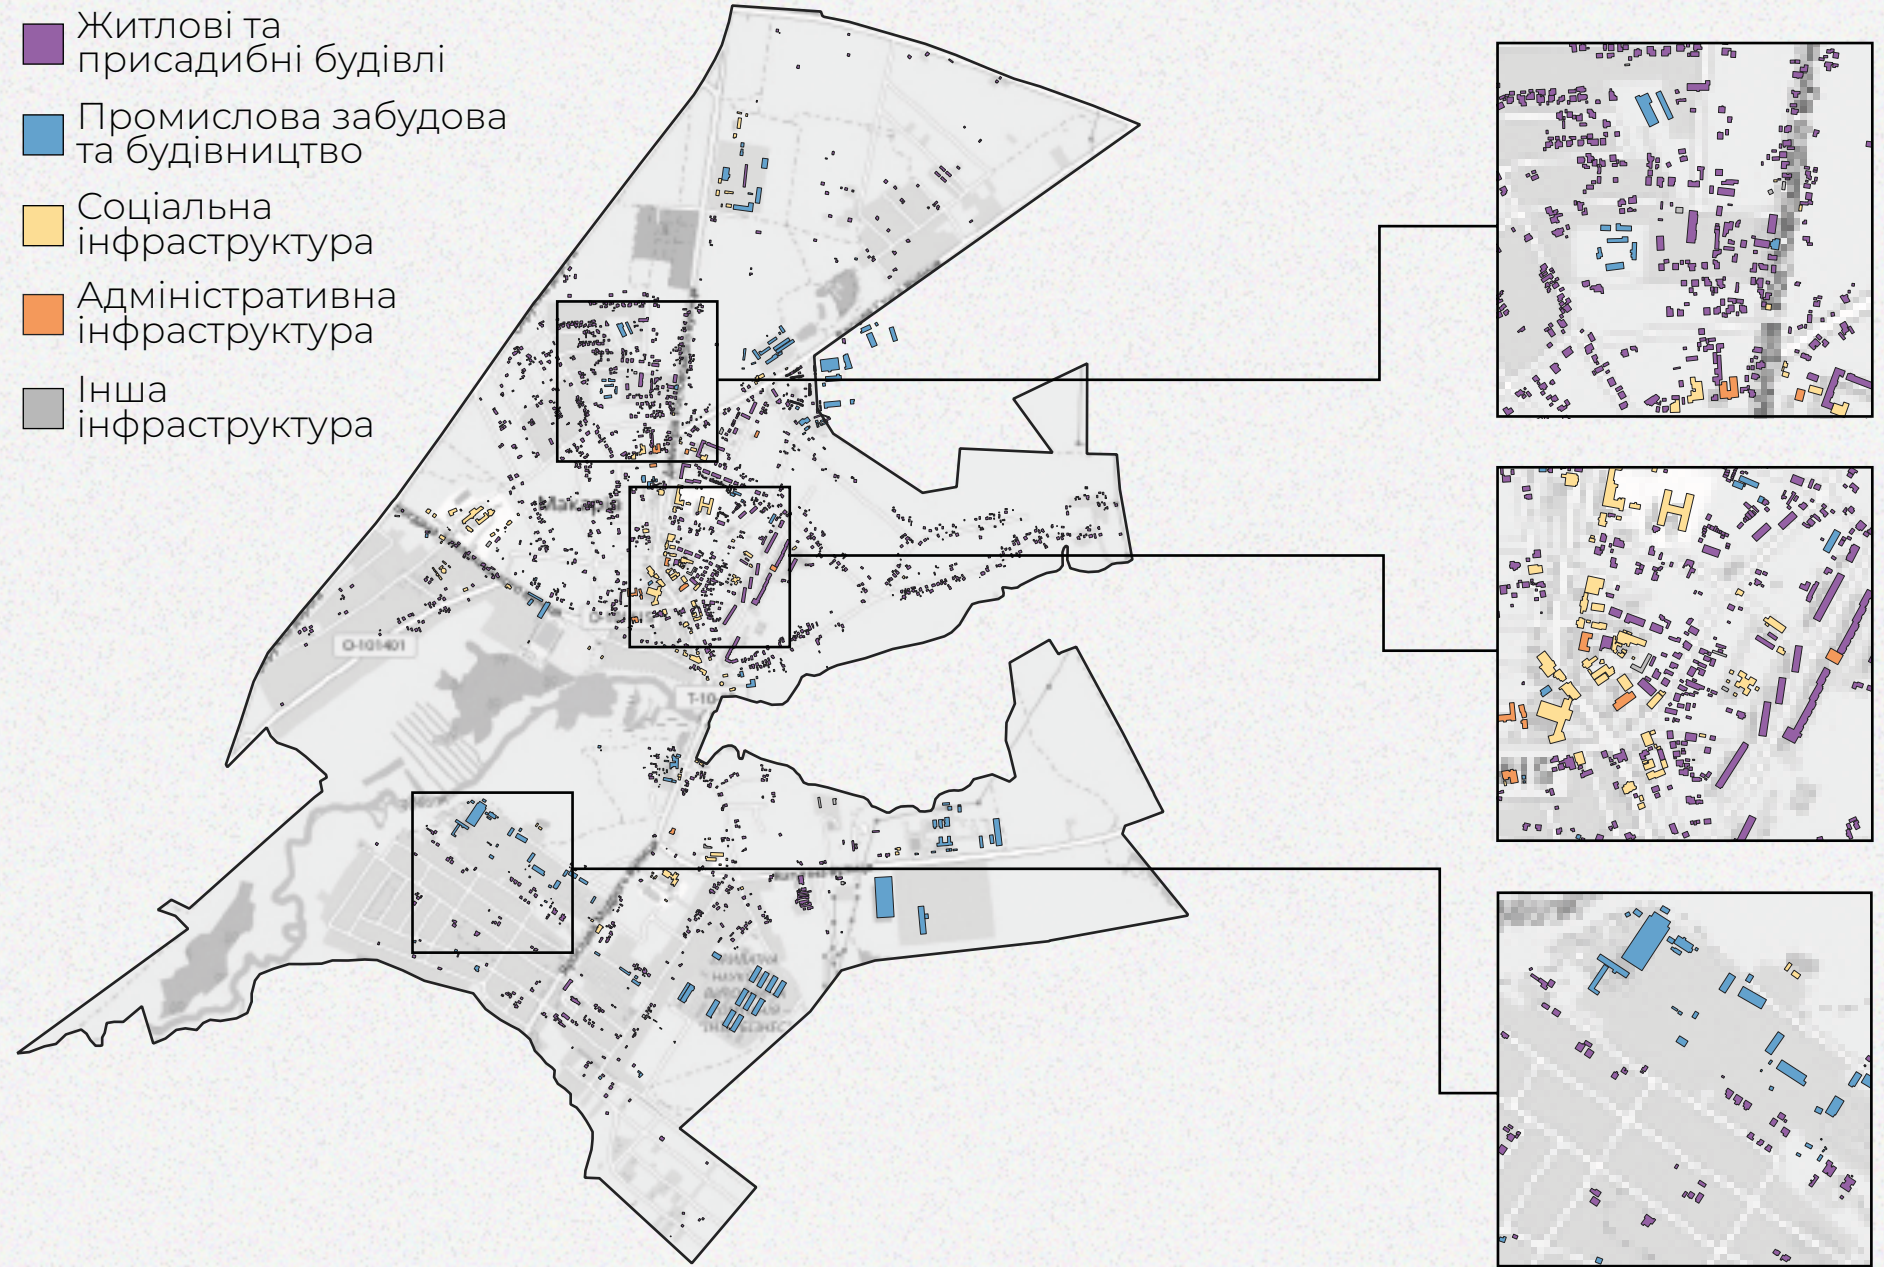 Житлові та
присадибні будівлі
Промислова забудова
та будівництво
Соціальна
інфраструктура
Адміністративна
інфраструктура
Інша
інфраструктура
Макарів
О-101401
Т-10